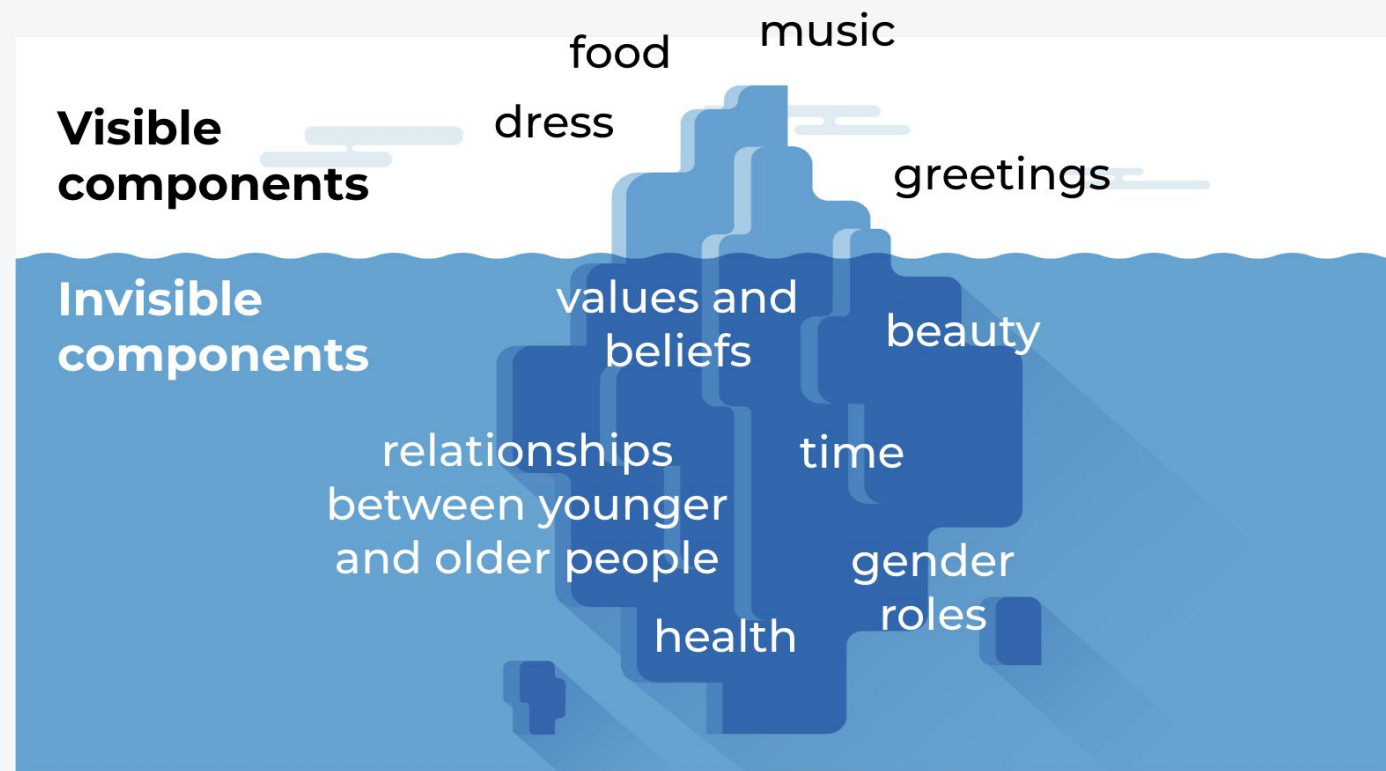 music
food
dress
Visible
components
greetings
Invisible
components
values and
beliefs
beauty
relationships
between younger
and older people
time
gender
roles
health